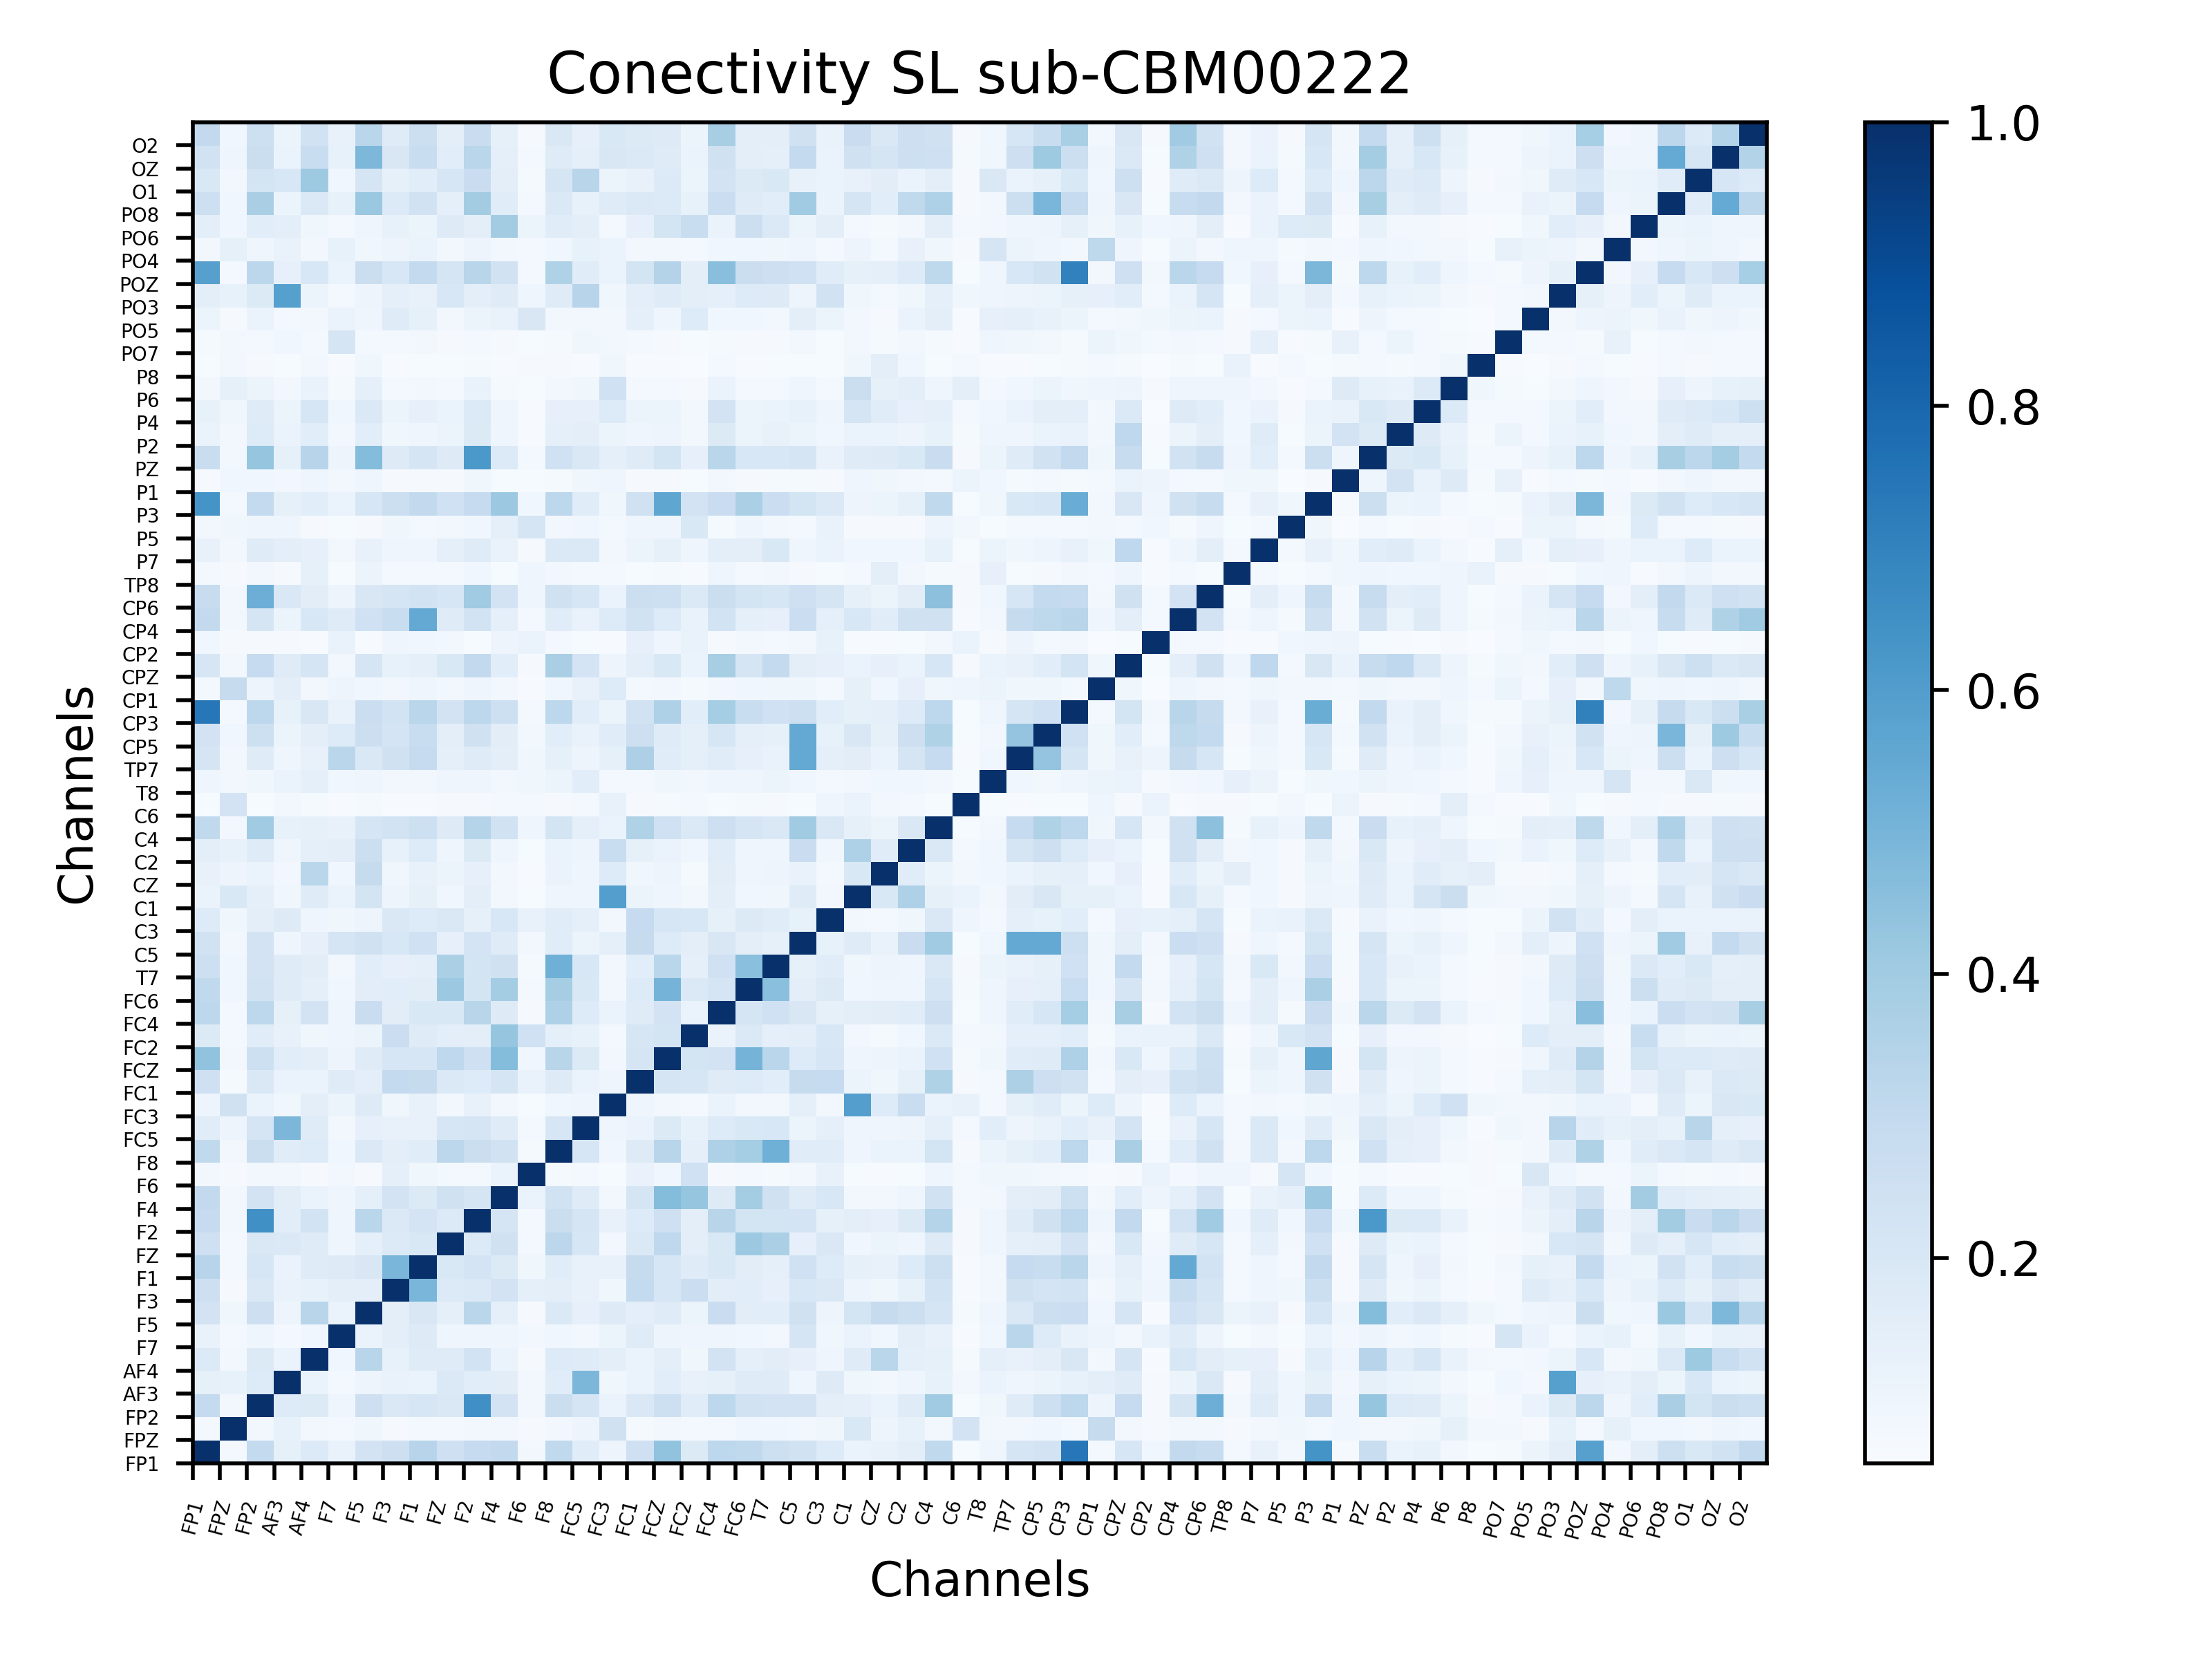 Conectivity SL sub-CBM00222
O2
OZ
O1
PO8
PO6
PO4
POZ
PO3
PO5
PO7
P8
P6
P4
P2
PZ
P1
P3
P5
P7
TP8
CP6
CP4
CP2
CPZ
CP1
CP3
CP5
TP7
T8
C6
C4
C2
CZ
C1
C3
C5
T7
FC6
FC4
FC2
FCZ
FC1
FC3
FC5
F8
F6
F4
F2
FZ
F1
F3
F5
F7
AF4
AF3
FP2
FPZ
FP1
Channels
FP1 FPZ FP2 AF3 AF4 F7 F5 F3 F1 FZ F2 F4 F6 F8 FC5 FC3 FC1 FCZ FC2 FC4 FC6 T7 C5 C3 C1 CZ C2 C4 C6 T8 TP7 CP5 CP3 CP1 CPZ CP2 CP4 CP6 TP8 P7 P5 P3 P1 PZ P2 P4 P6 P8 PO7 PO5 PO3 POZ PO4 PO6 PO8 O1 OZ O2
Channels
1.0
0.8
0.6
0.4
0.2